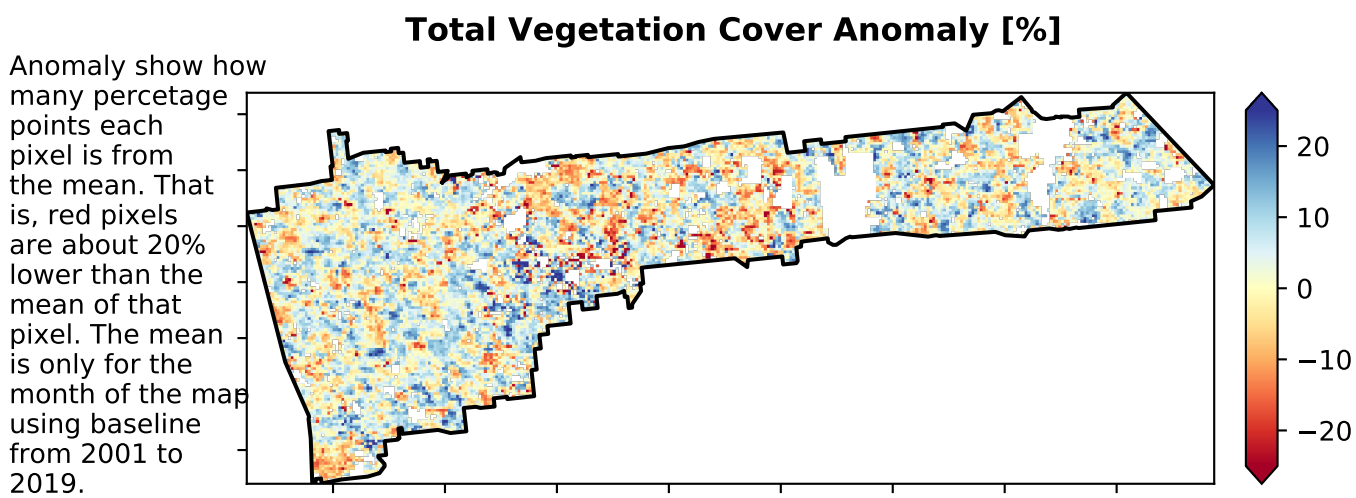 Total Vegetation Cover Anomaly [%]
Anomaly show how
many percetage
points each
pixel is from
the mean. That
is, red pixels
are about 20%
lower than the
mean of that
pixel. The mean
is only for the
month of the map
using baseline
from 2001 to
2019.
20
10
0
−10
−20